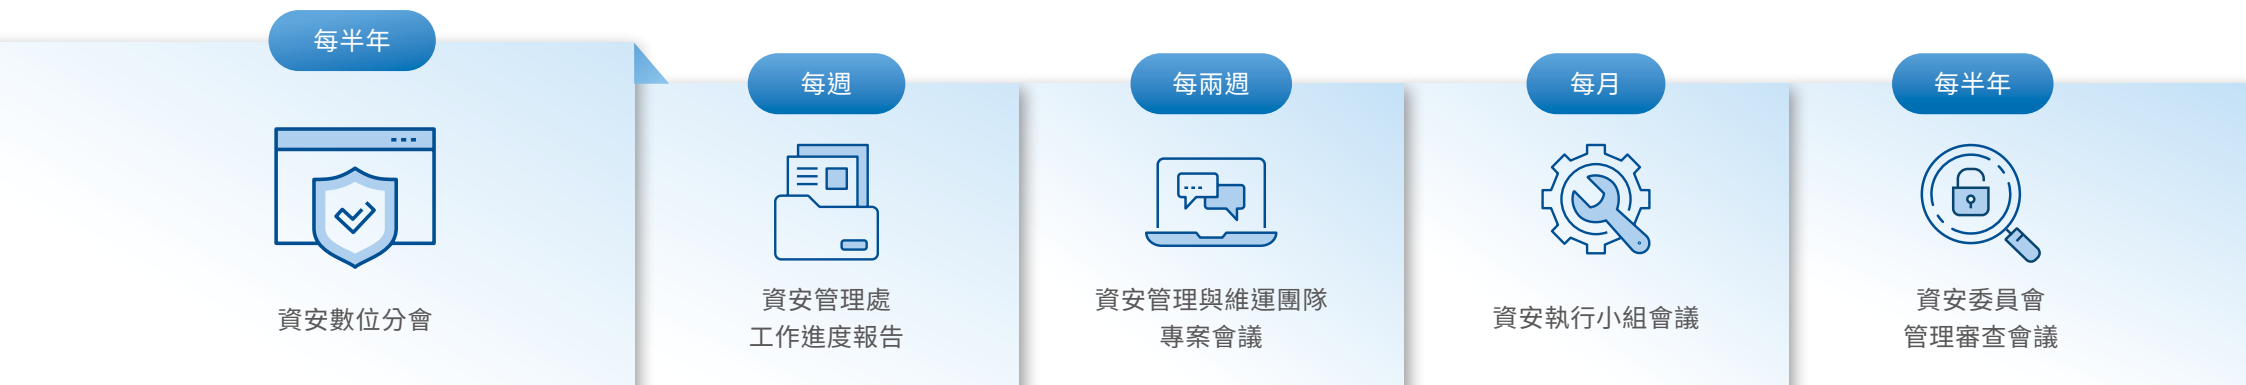 每半年
資安數位分會
每週
資安管理處
工作進度報告
每兩週
資安管理與維運團隊
專案會議
每月
資安執行小組會議
每半年
資安委員會
管理審查會議